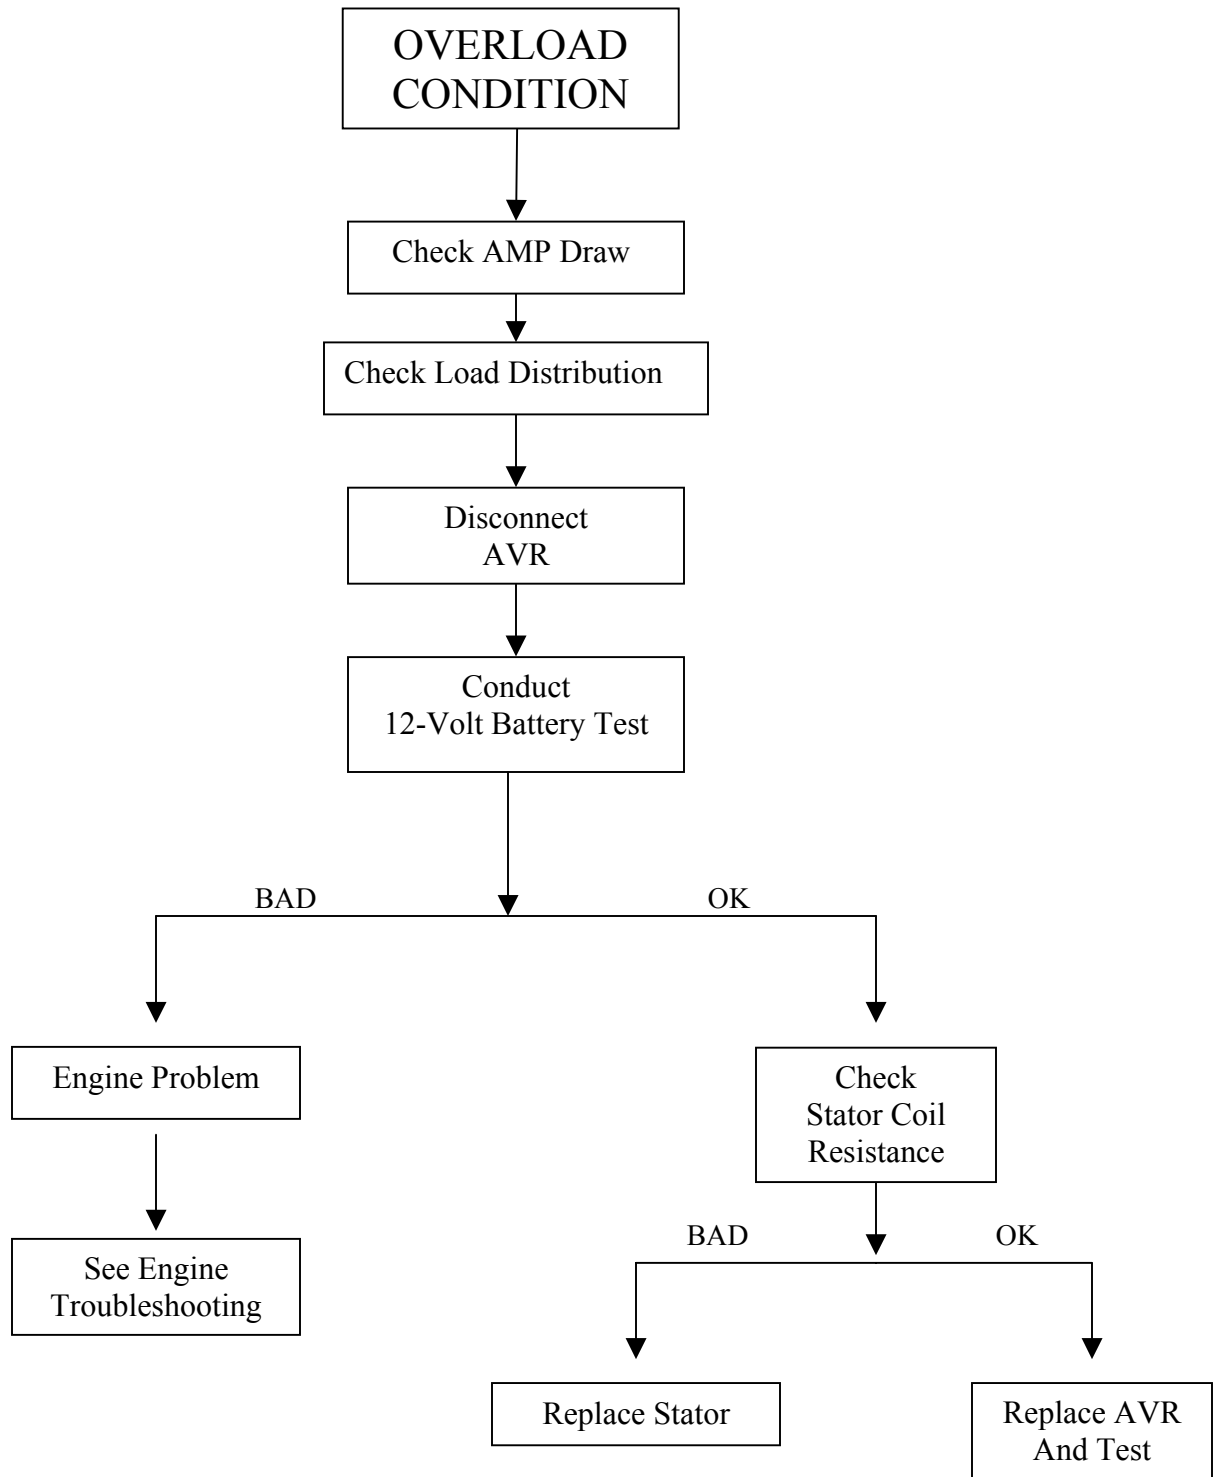 OVERLOAD
CONDITION
Check AMP Draw
Check Load Distribution
Disconnect
AVR
Conduct
12-Volt Battery Test
BAD
OK
Engine Problem
Check
Stator Coil
Resistance
BAD
OK
See Engine
Troubleshooting
Replace Stator
Replace AVR
And Test